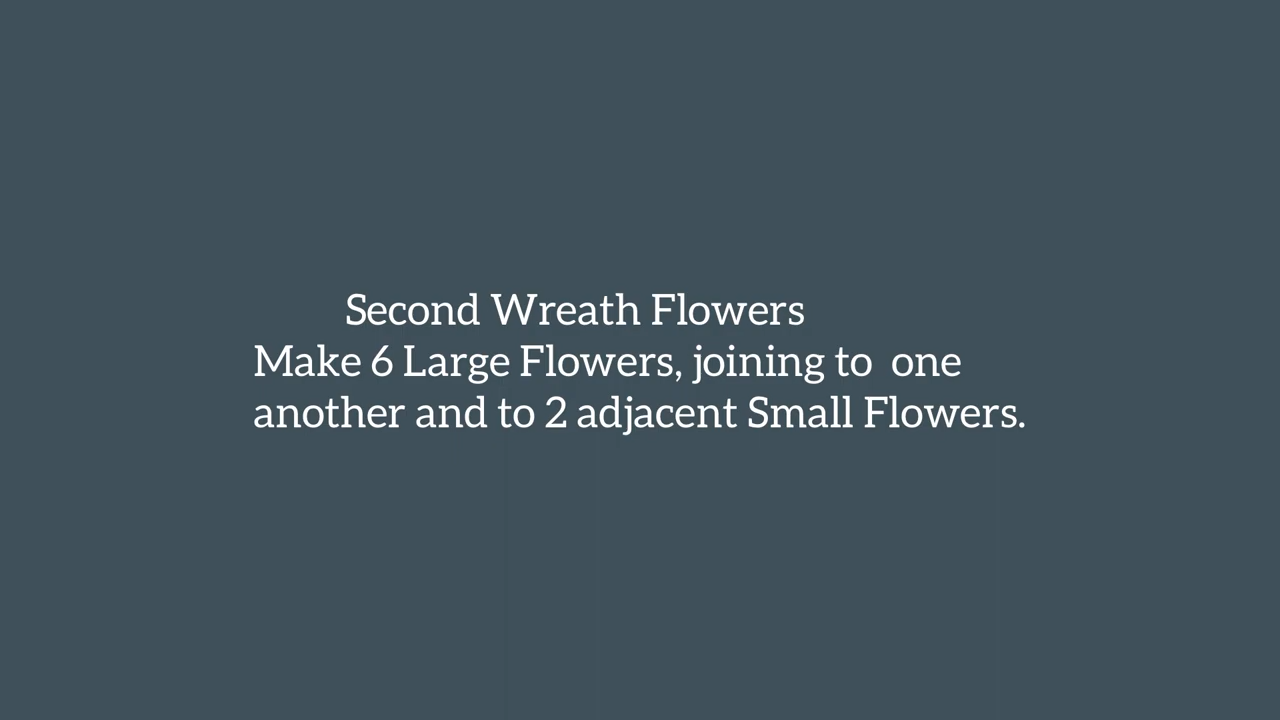 Second Wreath Flowers
Make 6 Large Flowers, joining to one
another and to 2 adjacent Small Flowers.